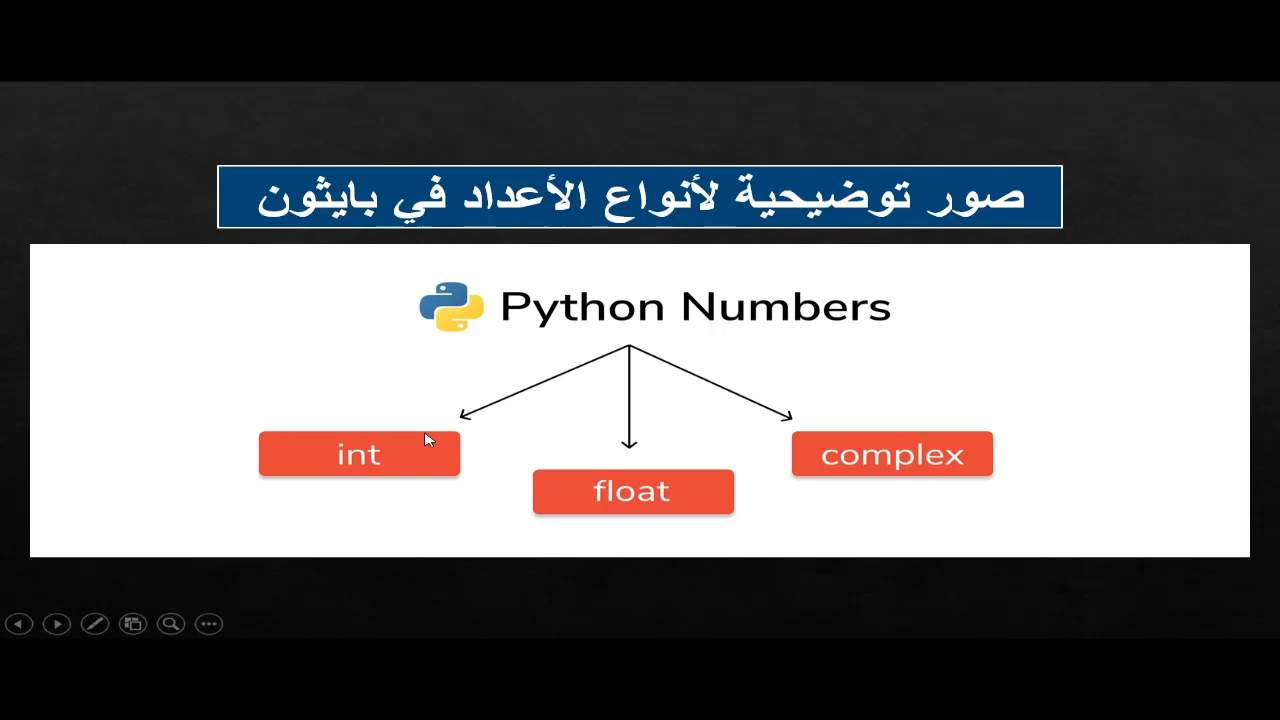 صور توضيحية لأنواع الأعداد في بايثون
Python Numbers
int
float
complex